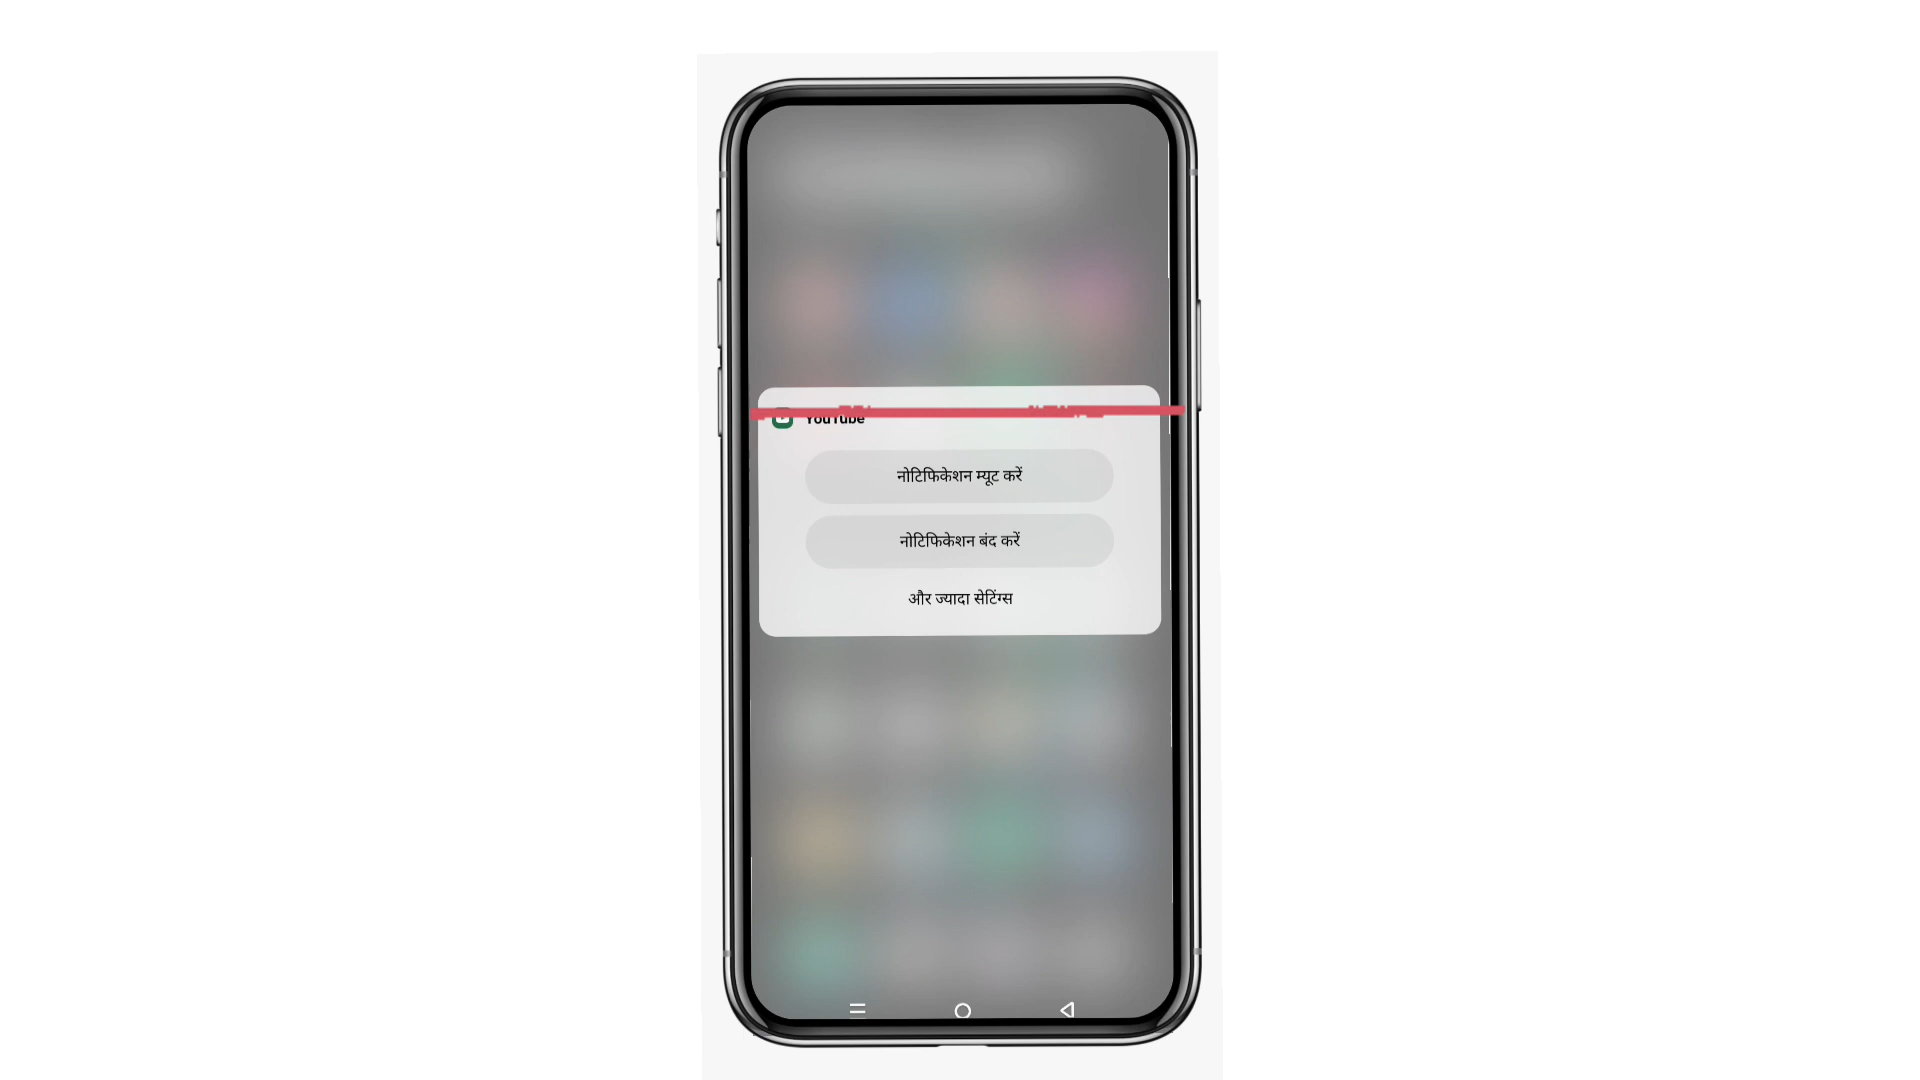 YouTube
नोटिफिकेशन म्यूट करें
नोटिफिकेशन बंद करें
और ज्यादा सेटिंग्स